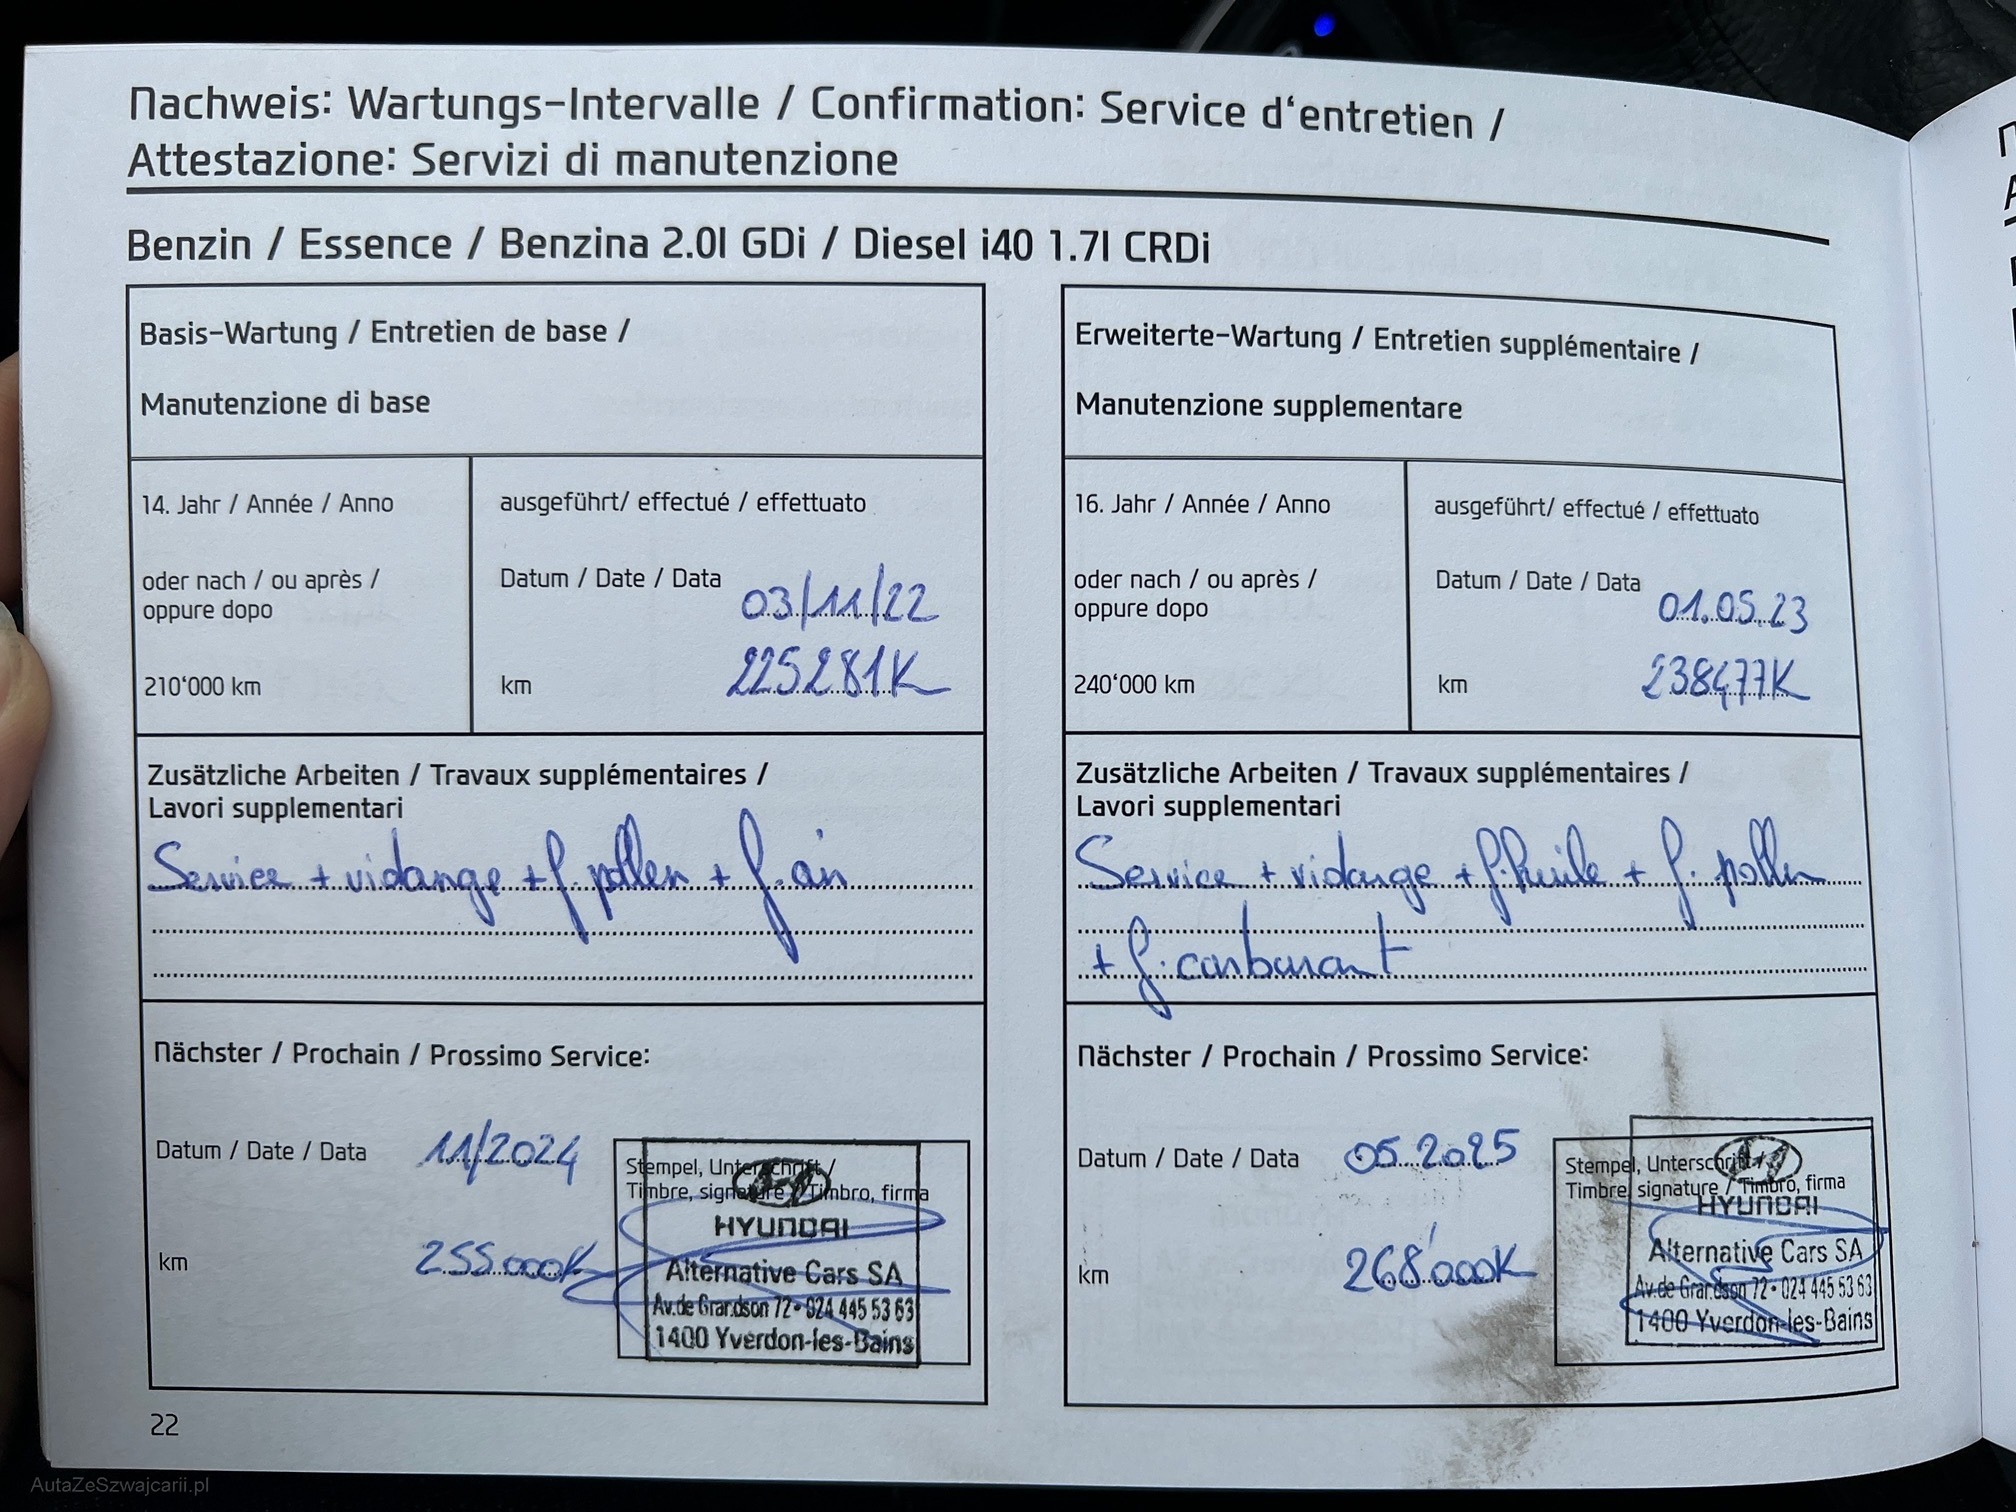 Nachweis: Wartungs-Intervalle / Confirmation: Service d'entretien /
Attestazione: Servizi di manutenzione
Benzin / Essence / Benzina 2.0l GDi / Diesel i40 1.7l CRDi
Basis-Wartung / Entretien de base /
Manutenzione di base
14. Jahr / Année / Anno
oder nach / ou après /
oppure dopo
210'000 km
ausgeführt/ effectué / effettuato
Datum / Date / Data 03/11/22
km 225281K
Zusätzliche Arbeiten / Travaux supplémentaires /
Lavori supplementari
Service + vidange + f. pollen + f. air
Nächster / Prochain / Prossimo Service:
Datum / Date / Data 11/2024
km 255000K
Stempel, Unterschrift /
Timbre, signature / Timbro, firma
HYUNDAI
Alternative Cars SA
Av.de Grandson 72 • 024 445 53 63
1400 Yverdon-les-Bains
Erweiterte-Wartung / Entretien supplémentaire /
Manutenzione supplementare
16. Jahr / Année / Anno
oder nach / ou après /
oppure dopo
240'000 km
ausgeführt/ effectué / effettuato
Datum / Date / Data 01.05.23
km 238477K
Zusätzliche Arbeiten / Travaux supplémentaires /
Lavori supplementari
Service + vidange + f. huile + f. pollen
+ f. carburant
Nächster / Prochain / Prossimo Service:
Datum / Date / Data 05.2025
km 268'000K
Stempel, Unterschrift /
Timbre, signature / Timbro, firma
HYUNDAI
Alternative Cars SA
Av.de Grandson 72 • 024 445 53 63
1400 Yverdon-les-Bains
22
AutaZeSzwajcarii.pl